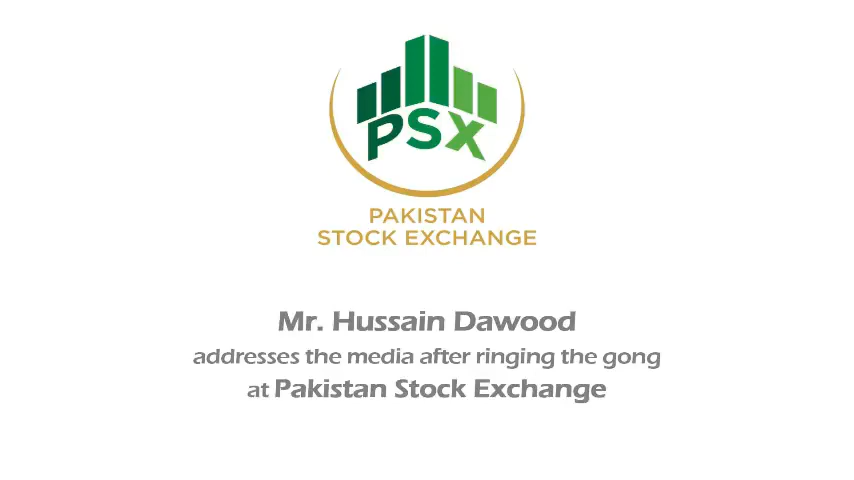 PSX
PAKISTAN
STOCK EXCHANGE
Mr. Hussain Dawood
addresses the media after ringing the gong
at Pakistan Stock Exchange